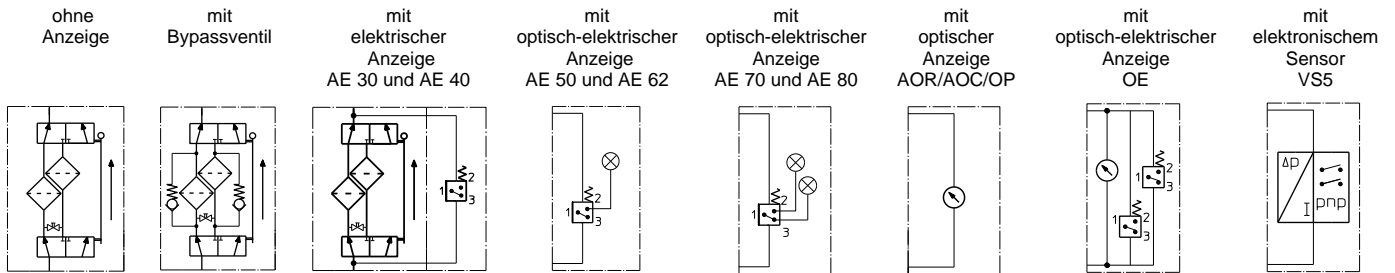 ohne
Anzeige
mit
Bypassventil
mit
elektrischer
Anzeige
AE 30 und AE 40
mit
optisch-elektrischer
Anzeige
AE 50 und AE 62
mit
optisch-elektrischer
Anzeige
AE 70 und AE 80
mit
optischer
Anzeige
AOR/AOC/OP
mit
optisch-elektrischer
Anzeige
OE
mit
elektronischem
Sensor
VS5
1 2
3
1 2
3
1 2
3
1 2
3
1 2
3
Δp
I
pnp